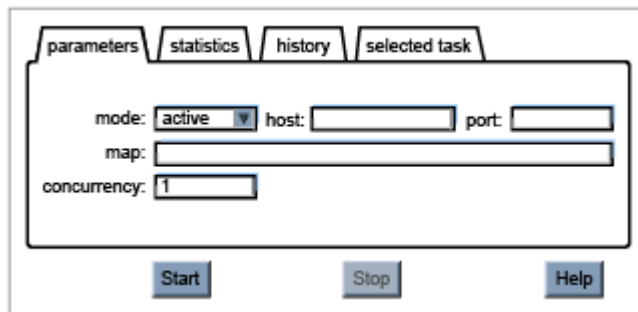 parameters statistics history selected task
mode: active host: port:
map:
concurrency: 1
Start Stop Help